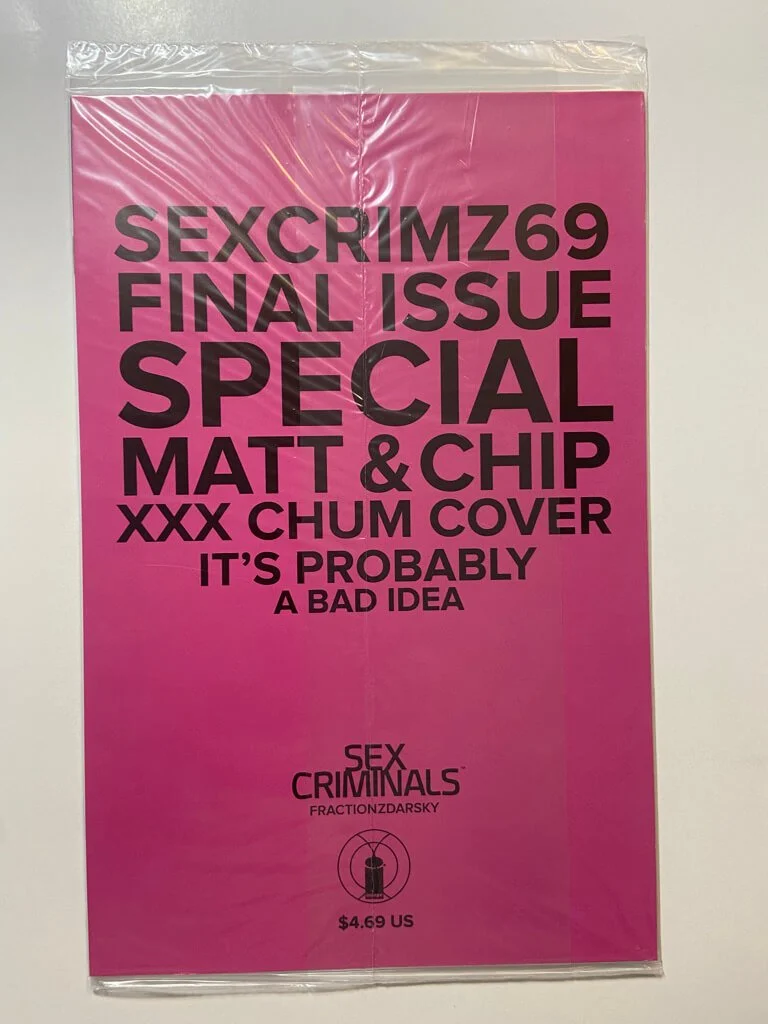 SEXCRIMZ69
FINAL ISSUE
SPECIAL
MATT & CHIP
XXX CHUM COVER
IT'S PROBABLY
A BAD IDEA
SEX
CRIMINALS™
FRACTIONZDARSKY
$4.69 US